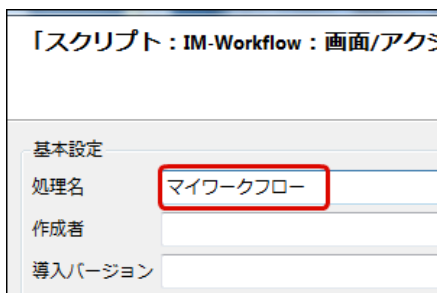 「スクリプト：IM-Workflow：画面/アク
基本設定
処理名
マイワークフロー
作成者
導入バージョン